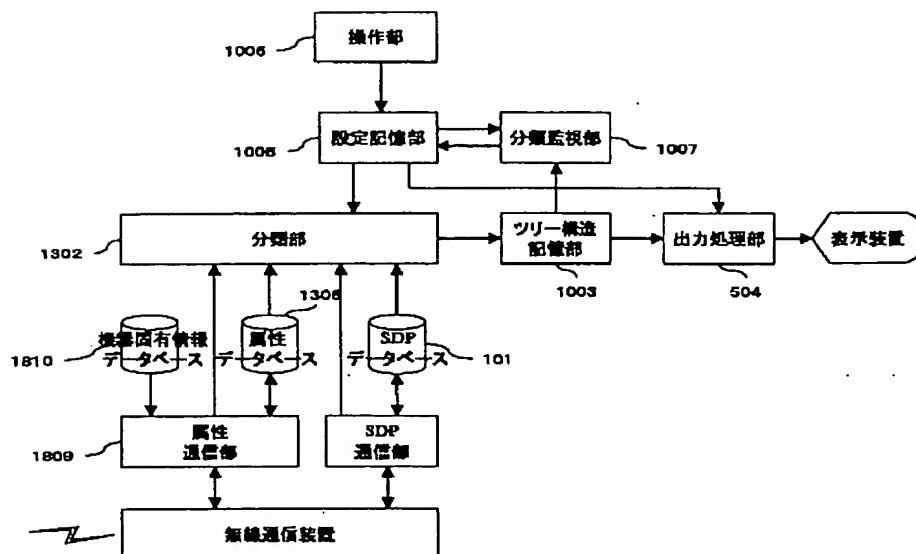 操作部
1006
設定記憶部
1006
分類監視部
1007
分類部
1302
ツリー構造
記憶部
1003
出力処理部
504
表示装置
機器固有情報
データベース
1810
属性
データベース
1306
SDP
データベース
101
属性
通信部
1809
SDP
通信部
無線通信装置